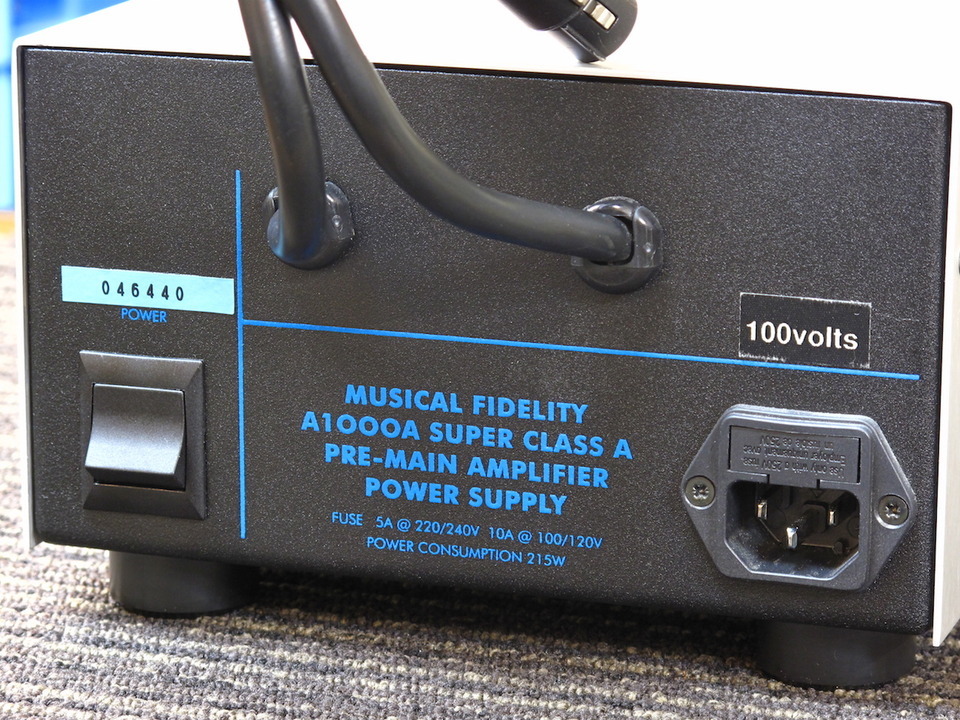 046440
POWER
100volts
MUSICAL FIDELITY
A1000A SUPER CLASS A
PRE-MAIN AMPLIFIER
POWER SUPPLY
FUSE 5A @ 220/240V 10A @ 100/120V
POWER CONSUMPTION 215W